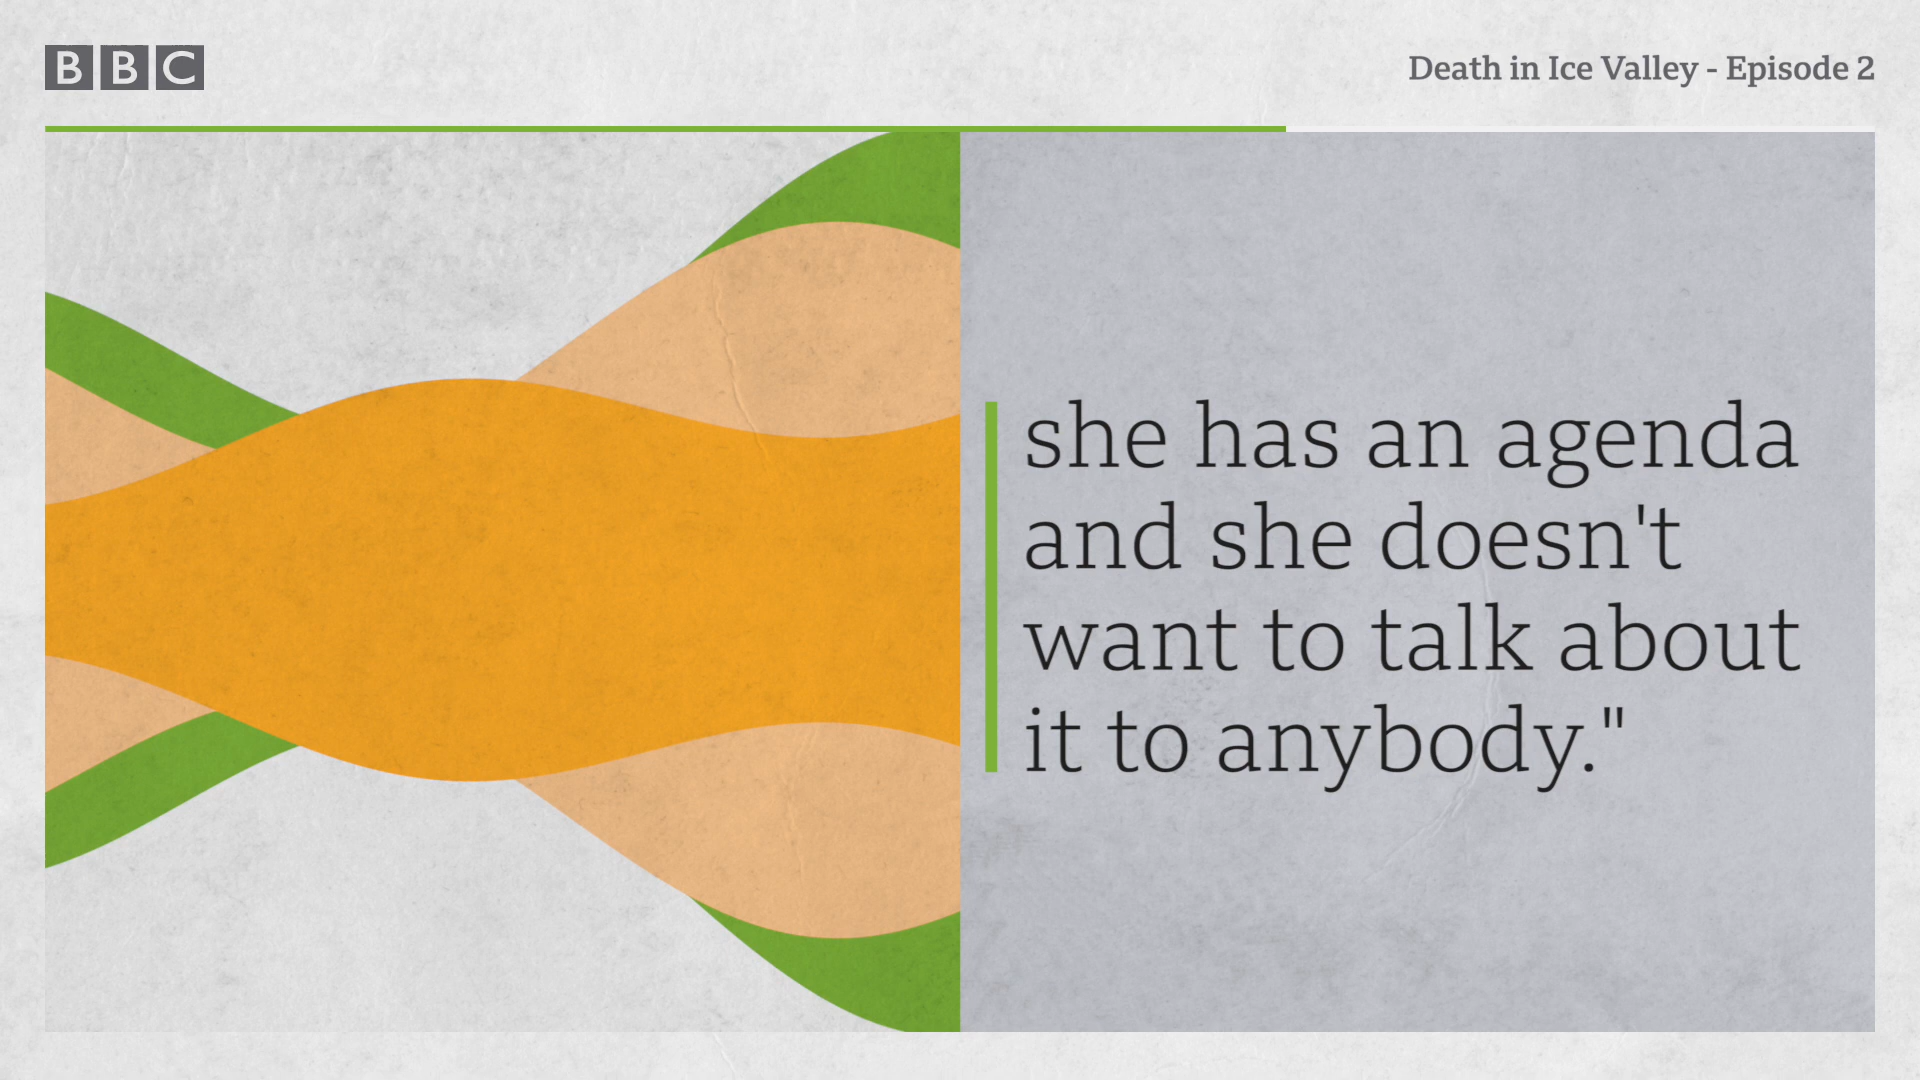 BBC
Death in Ice Valley - Episode 2
she has an agenda
and she doesn't
want to talk about
it to anybody."